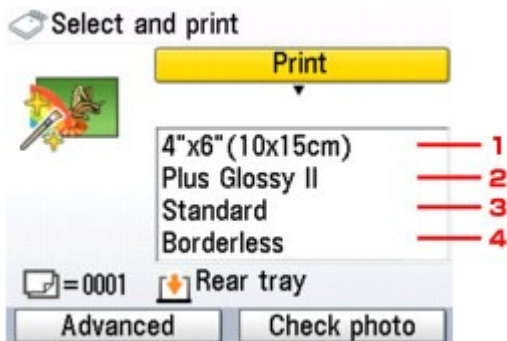 Select and print
Print
4"x6"(10x15cm) 1
Plus Glossy II 2
Standard 3
Borderless 4
=0001 Rear tray
Advanced Check photo